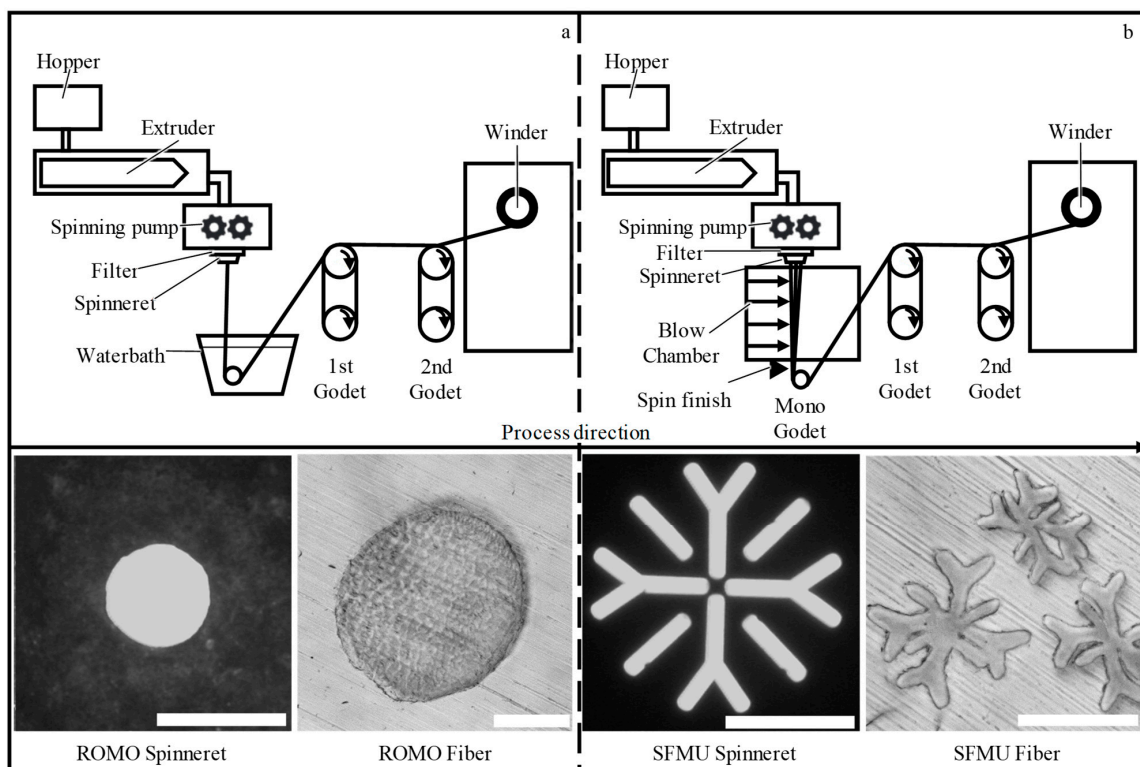 a
Hopper
Extruder
Winder
Spinning pump
Filter
Spinneret
Waterbath
1st
Godet
2nd
Godet
b
Hopper
Extruder
Winder
Spinning pump
Filter
Spinneret
Blow
Chamber
Spin finish
Mono
Godet
1st
Godet
2nd
Godet
Process direction
ROMO Spinneret
ROMO Fiber
SFMU Spinneret
SFMU Fiber